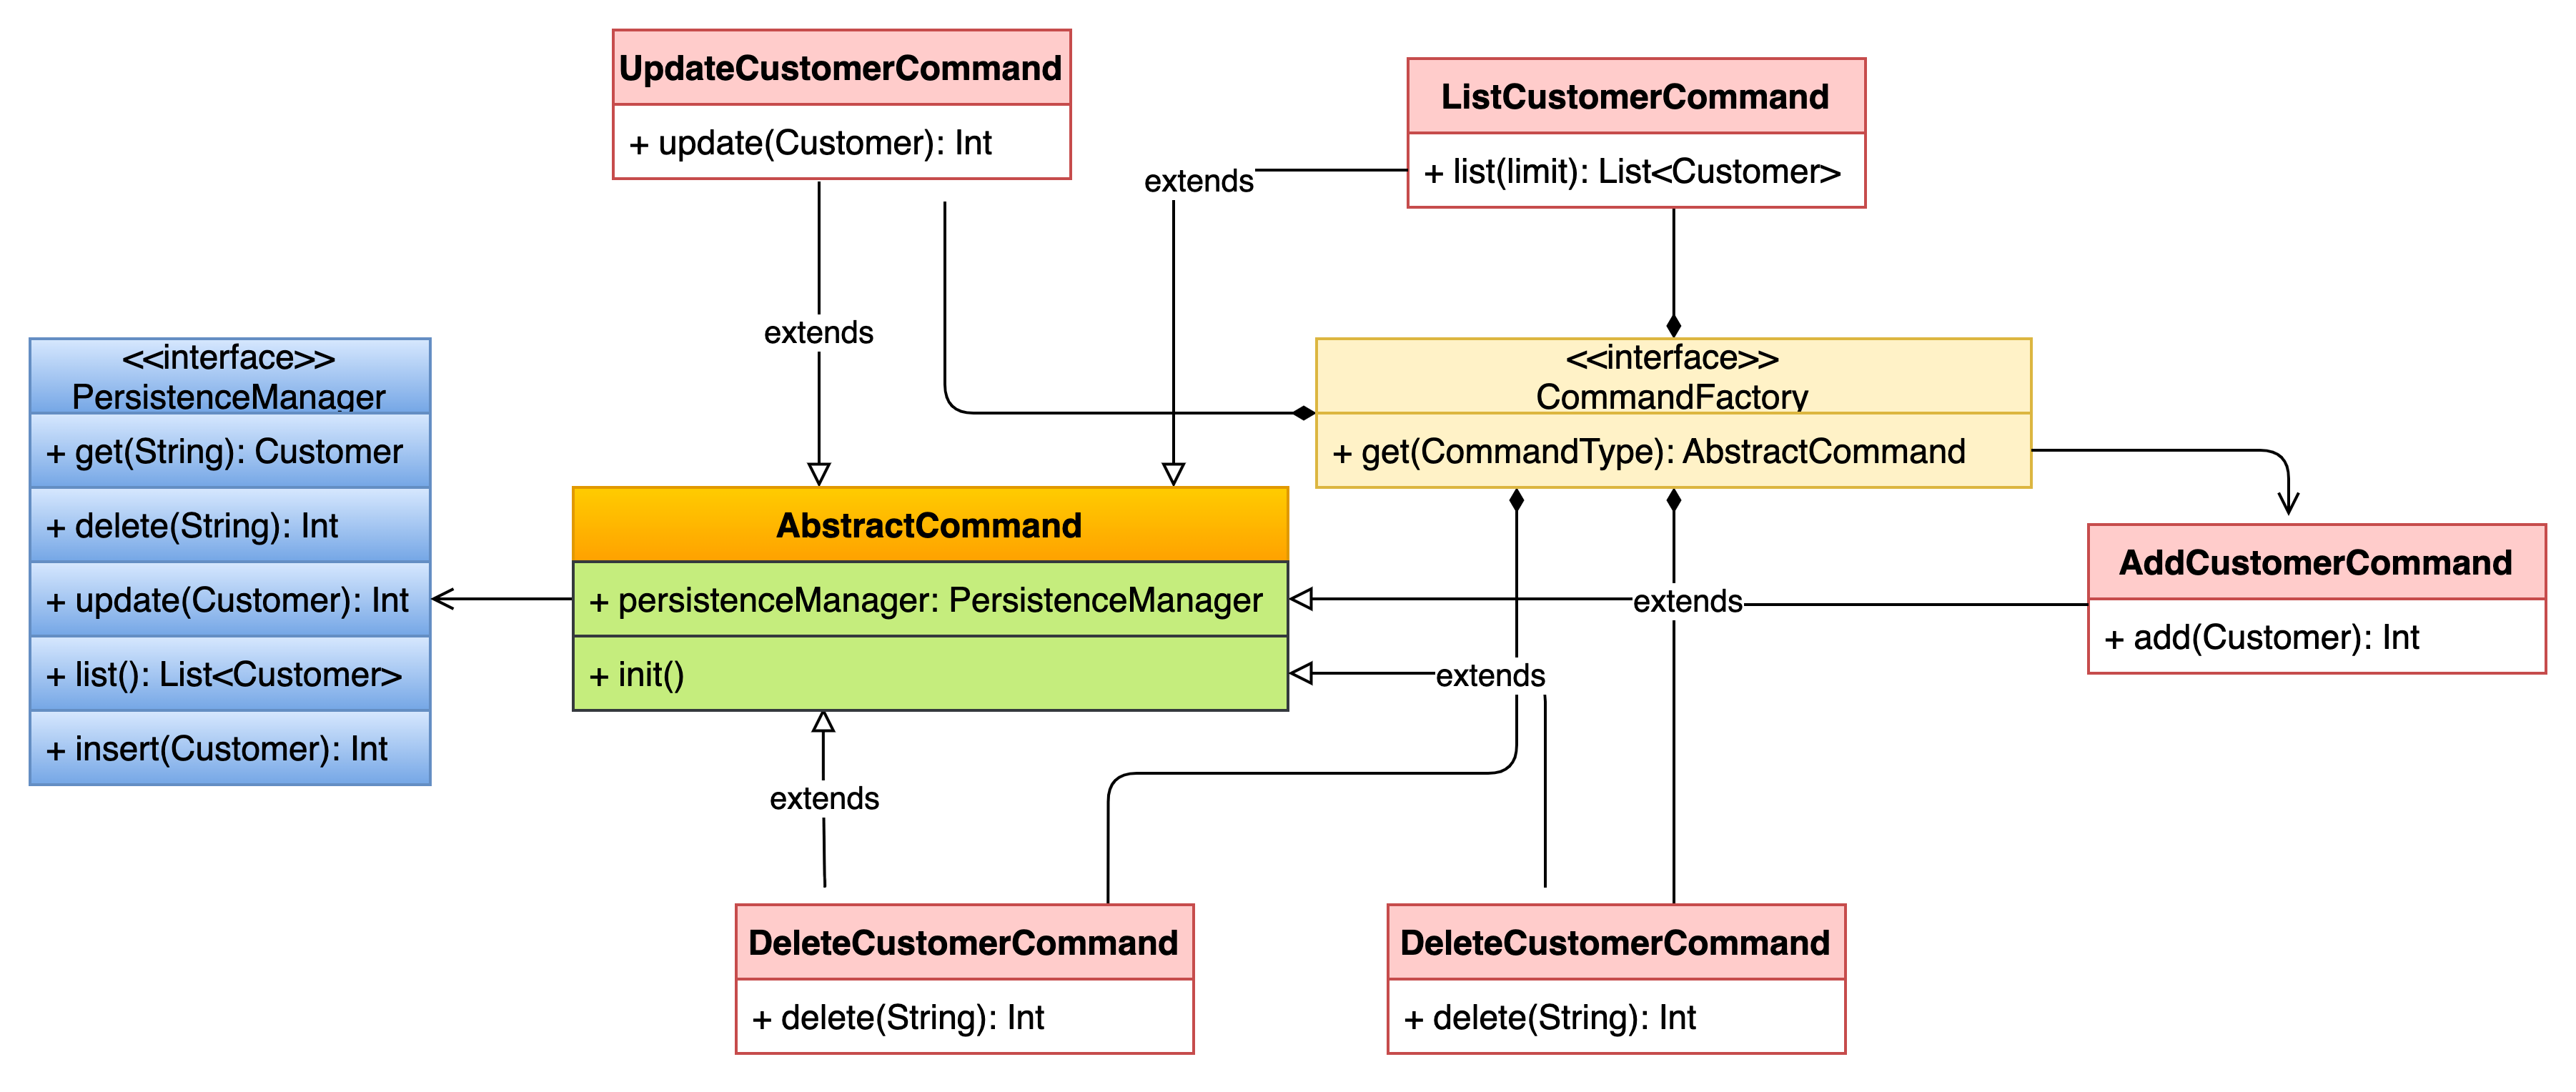 UpdateCustomerCommand
+ update(Customer): Int
ListCustomerCommand
+ list(limit): List<Customer>
extends
extends
<<interface>>
PersistenceManager
+ get(String): Customer
+ delete(String): Int
+ update(Customer): Int
+ list(): List<Customer>
+ insert(Customer): Int
<<interface>>
CommandFactory
+ get(CommandType): AbstractCommand
AbstractCommand
+ persistenceManager: PersistenceManager
+ init()
extends
AddCustomerCommand
+ add(Customer): Int
extends
extends
DeleteCustomerCommand
+ delete(String): Int
DeleteCustomerCommand
+ delete(String): Int